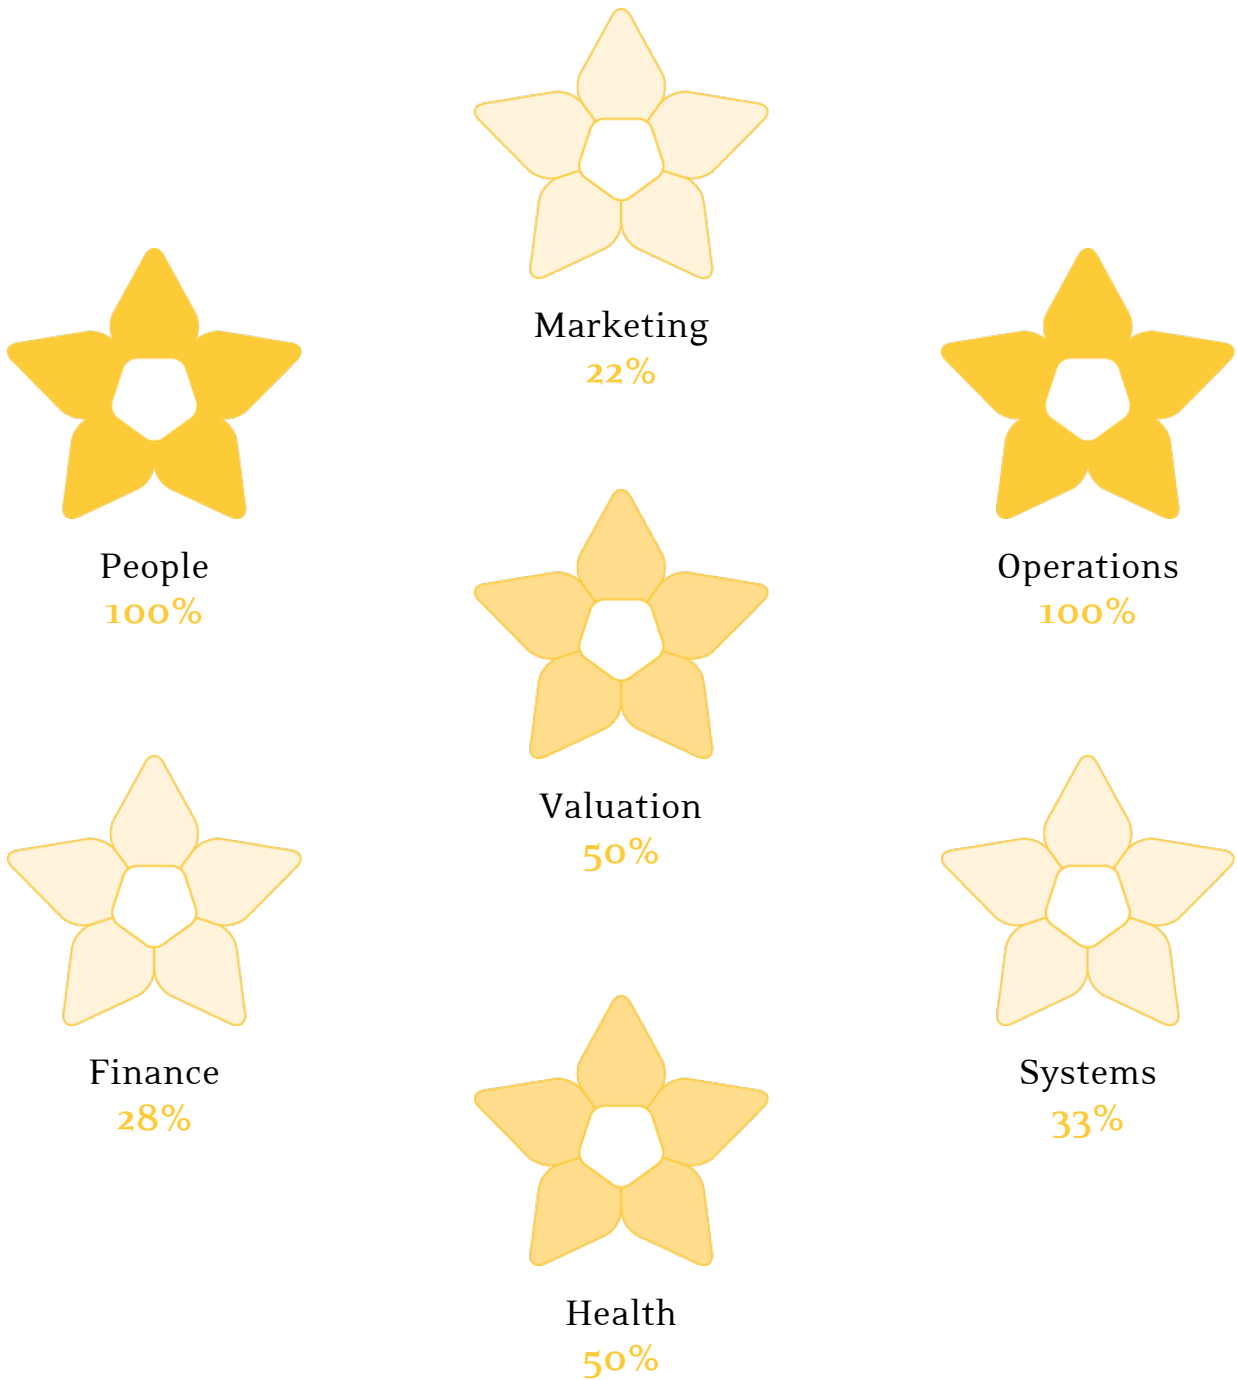 Marketing
22%
People
100%
Operations
100%
Valuation
50%
Finance
28%
Systems
33%
Health
50%